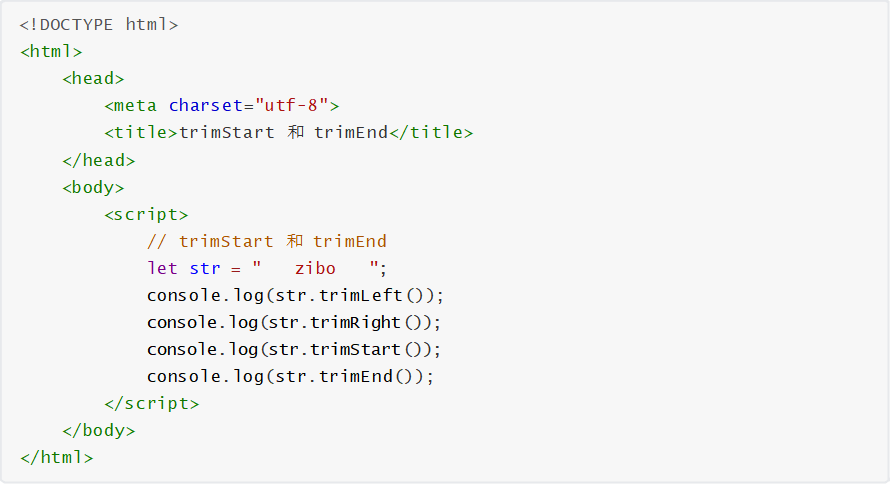 <!DOCTYPE html>
<html>
    <head>
        <meta charset="utf-8">
        <title>trimStart 和 trimEnd</title>
    </head>
    <body>
        <script>
            // trimStart 和 trimEnd
            let str = "   zibo   ";
            console.log(str.trimLeft());
            console.log(str.trimRight());
            console.log(str.trimStart());
            console.log(str.trimEnd());
        </script>
    </body>
</html>